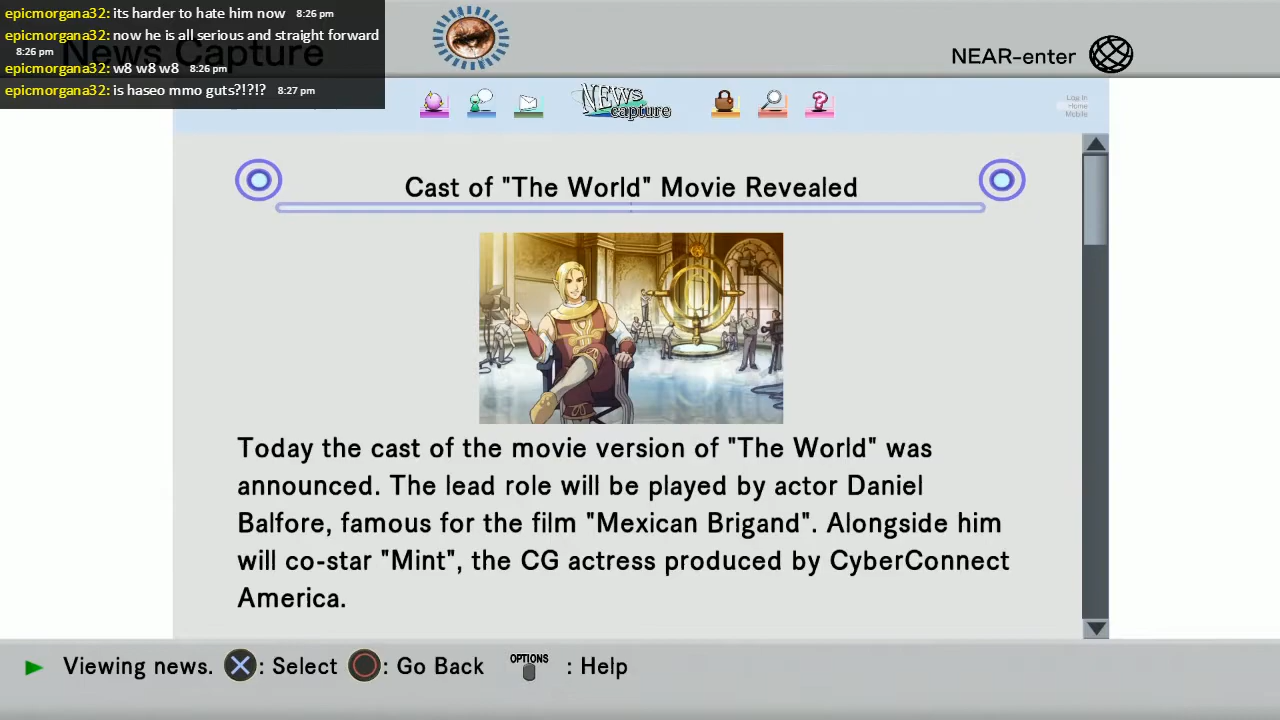 epicmorgana32: its harder to hate him now 8:26 pm
epicmorgana32: now he is all serious and straight forward
8:26 pm
epicmorgana32: w8 w8 w8 8:26 pm
epicmorgana32: is haseo mmo guts?!?!? 8:27 pm
News Capture
NEAR-enter
NEWS
capture
Log In
Home
Mobile
Cast of "The World" Movie Revealed
Today the cast of the movie version of "The World" was
announced. The lead role will be played by actor Daniel
Balfore, famous for the film "Mexican Brigand". Alongside him
will co-star "Mint", the CG actress produced by CyberConnect
America.
Viewing news. : Select : Go Back OPTIONS : Help